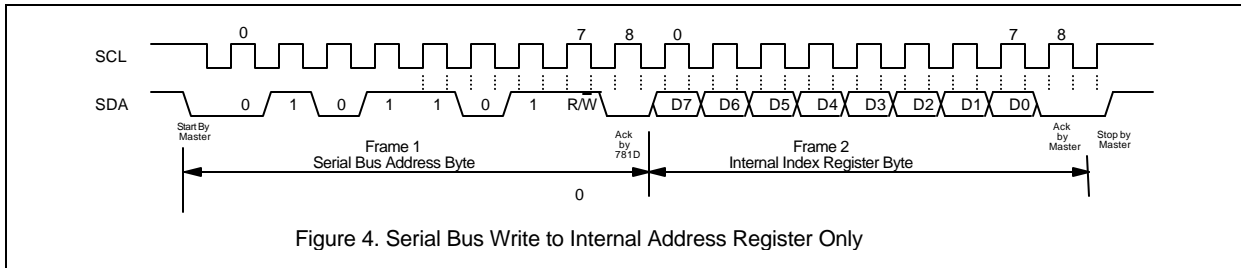 0 7 8 0 7 8
SCL
SDA 0 1 0 1 1 0 1 R/W D7 D6 D5 D4 D3 D2 D1 D0
Start By
Master
Ack
by
781D
Ack
by
Master
Stop by
Master
Frame 1
Serial Bus Address Byte
Frame 2
Internal Index Register Byte
0
Figure 4. Serial Bus Write to Internal Address Register Only